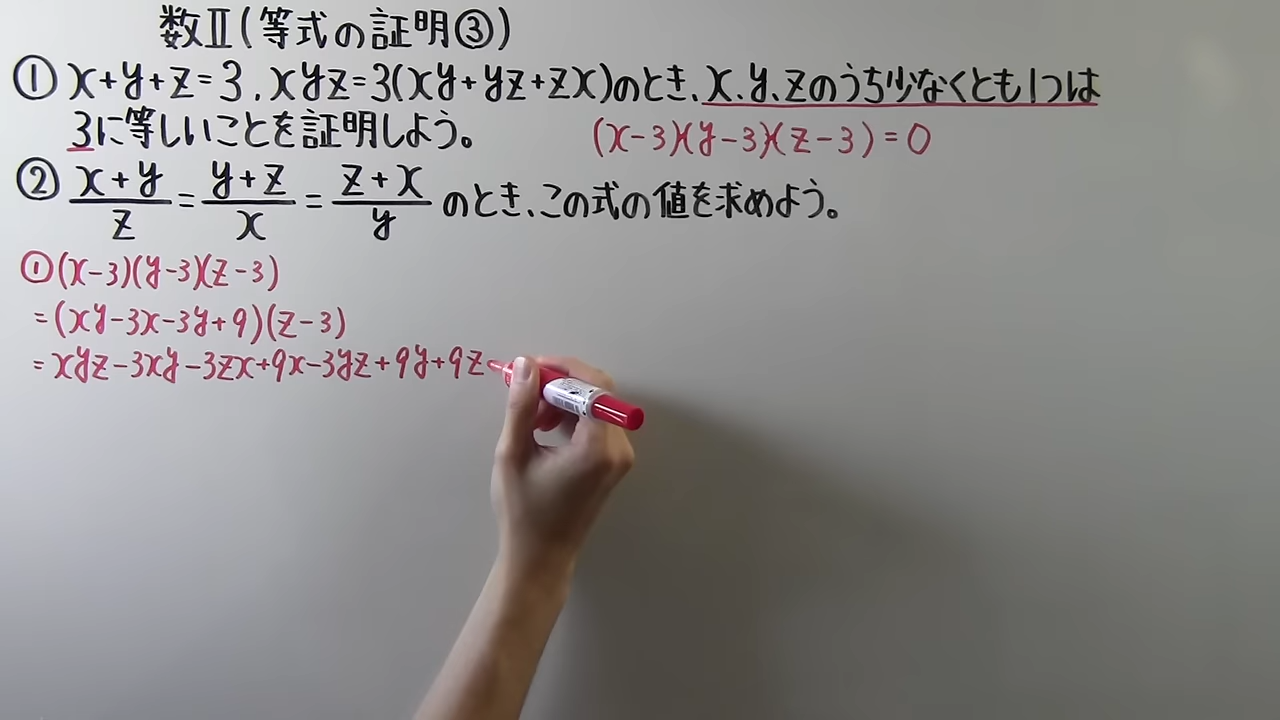 数Ⅱ(等式の証明③)
① x+y+z=3, xyz=3(xy+yz+zx)のとき、x、y、zのうち少なくとも1つは
3に等しいことを証明しよう。 (x-3)(y-3)(z-3)=0
② (x+y)/z = (y+z)/x = (z+x)/y のとき、この式の値を求めよう。
①(x-3)(y-3)(z-3)
=(xy-3x-3y+9)(z-3)
=xyz-3xy-3zx+9x-3yz+9y+9z